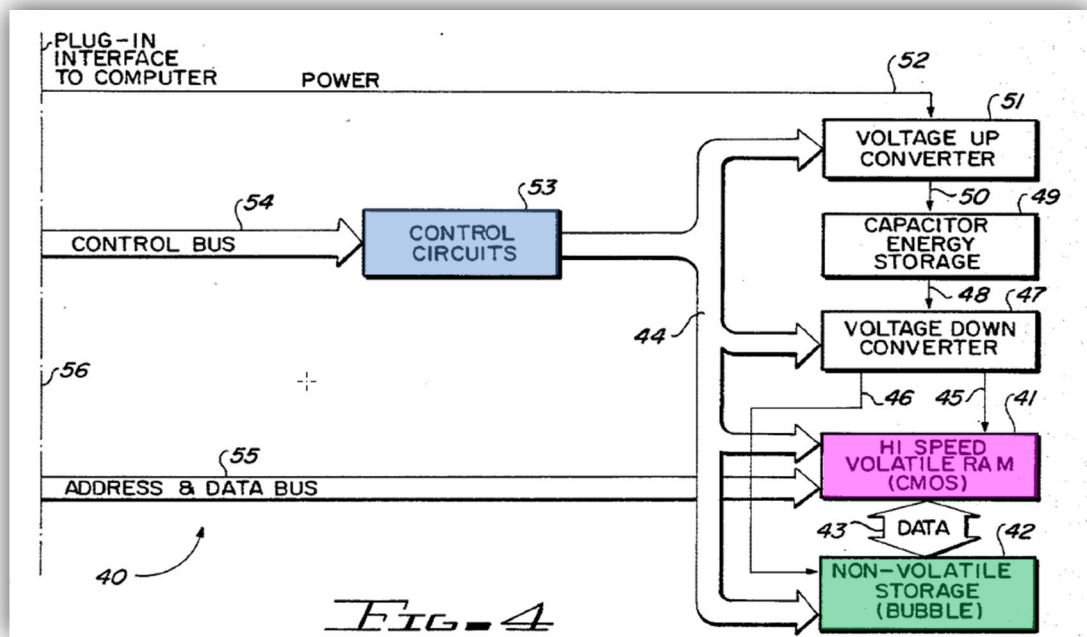 PLUG-IN
INTERFACE
TO COMPUTER
POWER
52
51
VOLTAGE UP
CONVERTER
50
49
CAPACITOR
ENERGY
STORAGE
48
47
VOLTAGE DOWN
CONVERTER
54
53
CONTROL BUS
CONTROL
CIRCUITS
44
56
46
45
41
HI SPEED
VOLATILE RAM
(CMOS)
55
ADDRESS & DATA BUS
43
DATA
42
NON-VOLATILE
STORAGE
(BUBBLE)
40
FIG-4